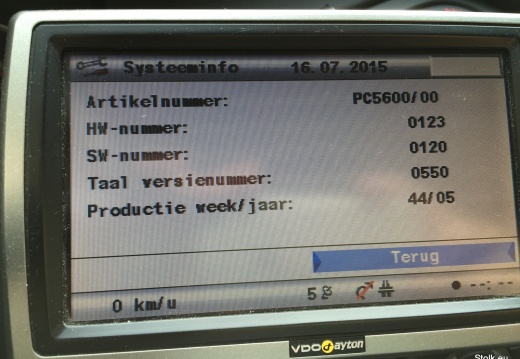 Systeeminfo 16.07.2015
Artikelnummer: PC5600/00
HW-nummer: 0123
SW-nummer: 0120
Taal versienummer: 0550
Productie week/jaar: 44/05
Terug
0 km/u 5 --:--
VDO dayton
Stolk.eu